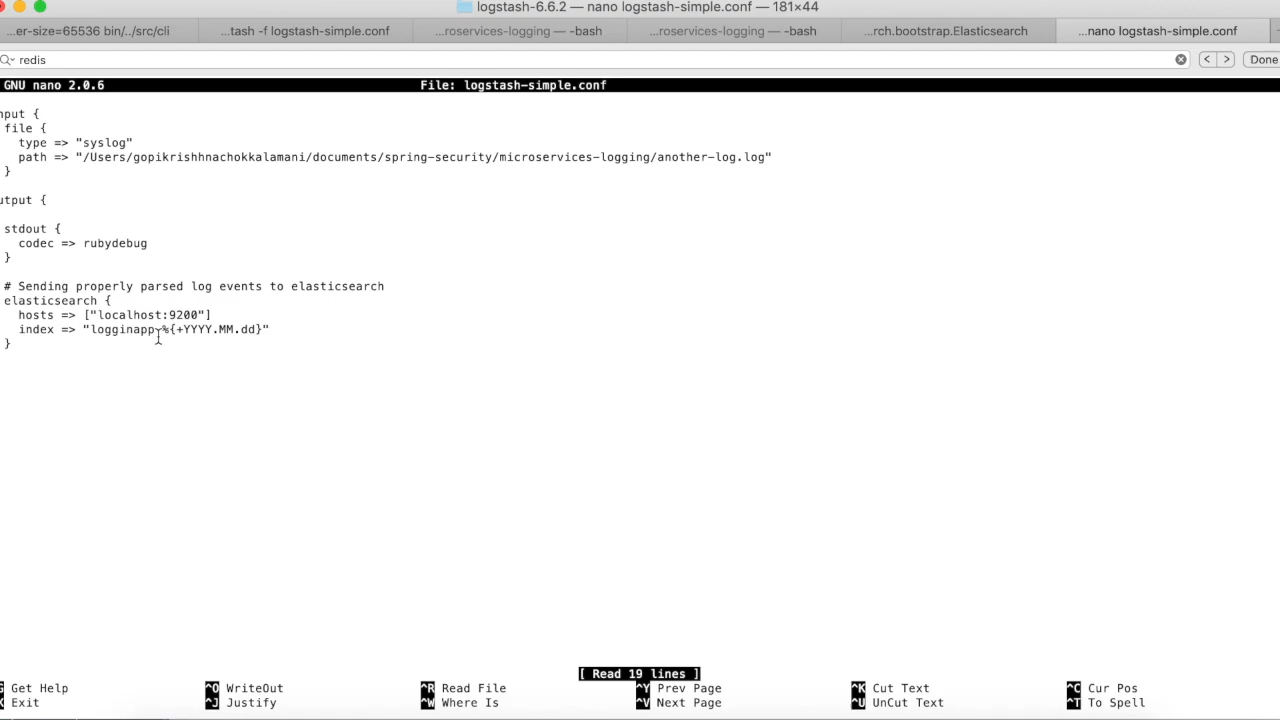 logstash-6.6.2 — nano logstash-simple.conf — 181×44
...er-size=65536 bin/../src/cli ...tash -f logstash-simple.conf ...roservices-logging — -bash ...roservices-logging — -bash ...rch.bootstrap.Elasticsearch ...nano logstash-simple.conf
redis < > Done
GNU nano 2.0.6 File: logstash-simple.conf
nput {
file {
type => "syslog"
path => "/Users/gopikrishhnachokkalamani/documents/spring-security/microservices-logging/another-log.log"
}
utput {
stdout {
codec => rubydebug
}
# Sending properly parsed log events to elasticsearch
elasticsearch {
hosts => ["localhost:9200"]
index => "logginapp-%{+YYYY.MM.dd}"
}
[ Read 19 lines ]
G Get Help ^O WriteOut ^R Read File ^Y Prev Page ^K Cut Text ^C Cur Pos
X Exit ^J Justify ^W Where Is ^V Next Page ^U UnCut Text ^T To Spell